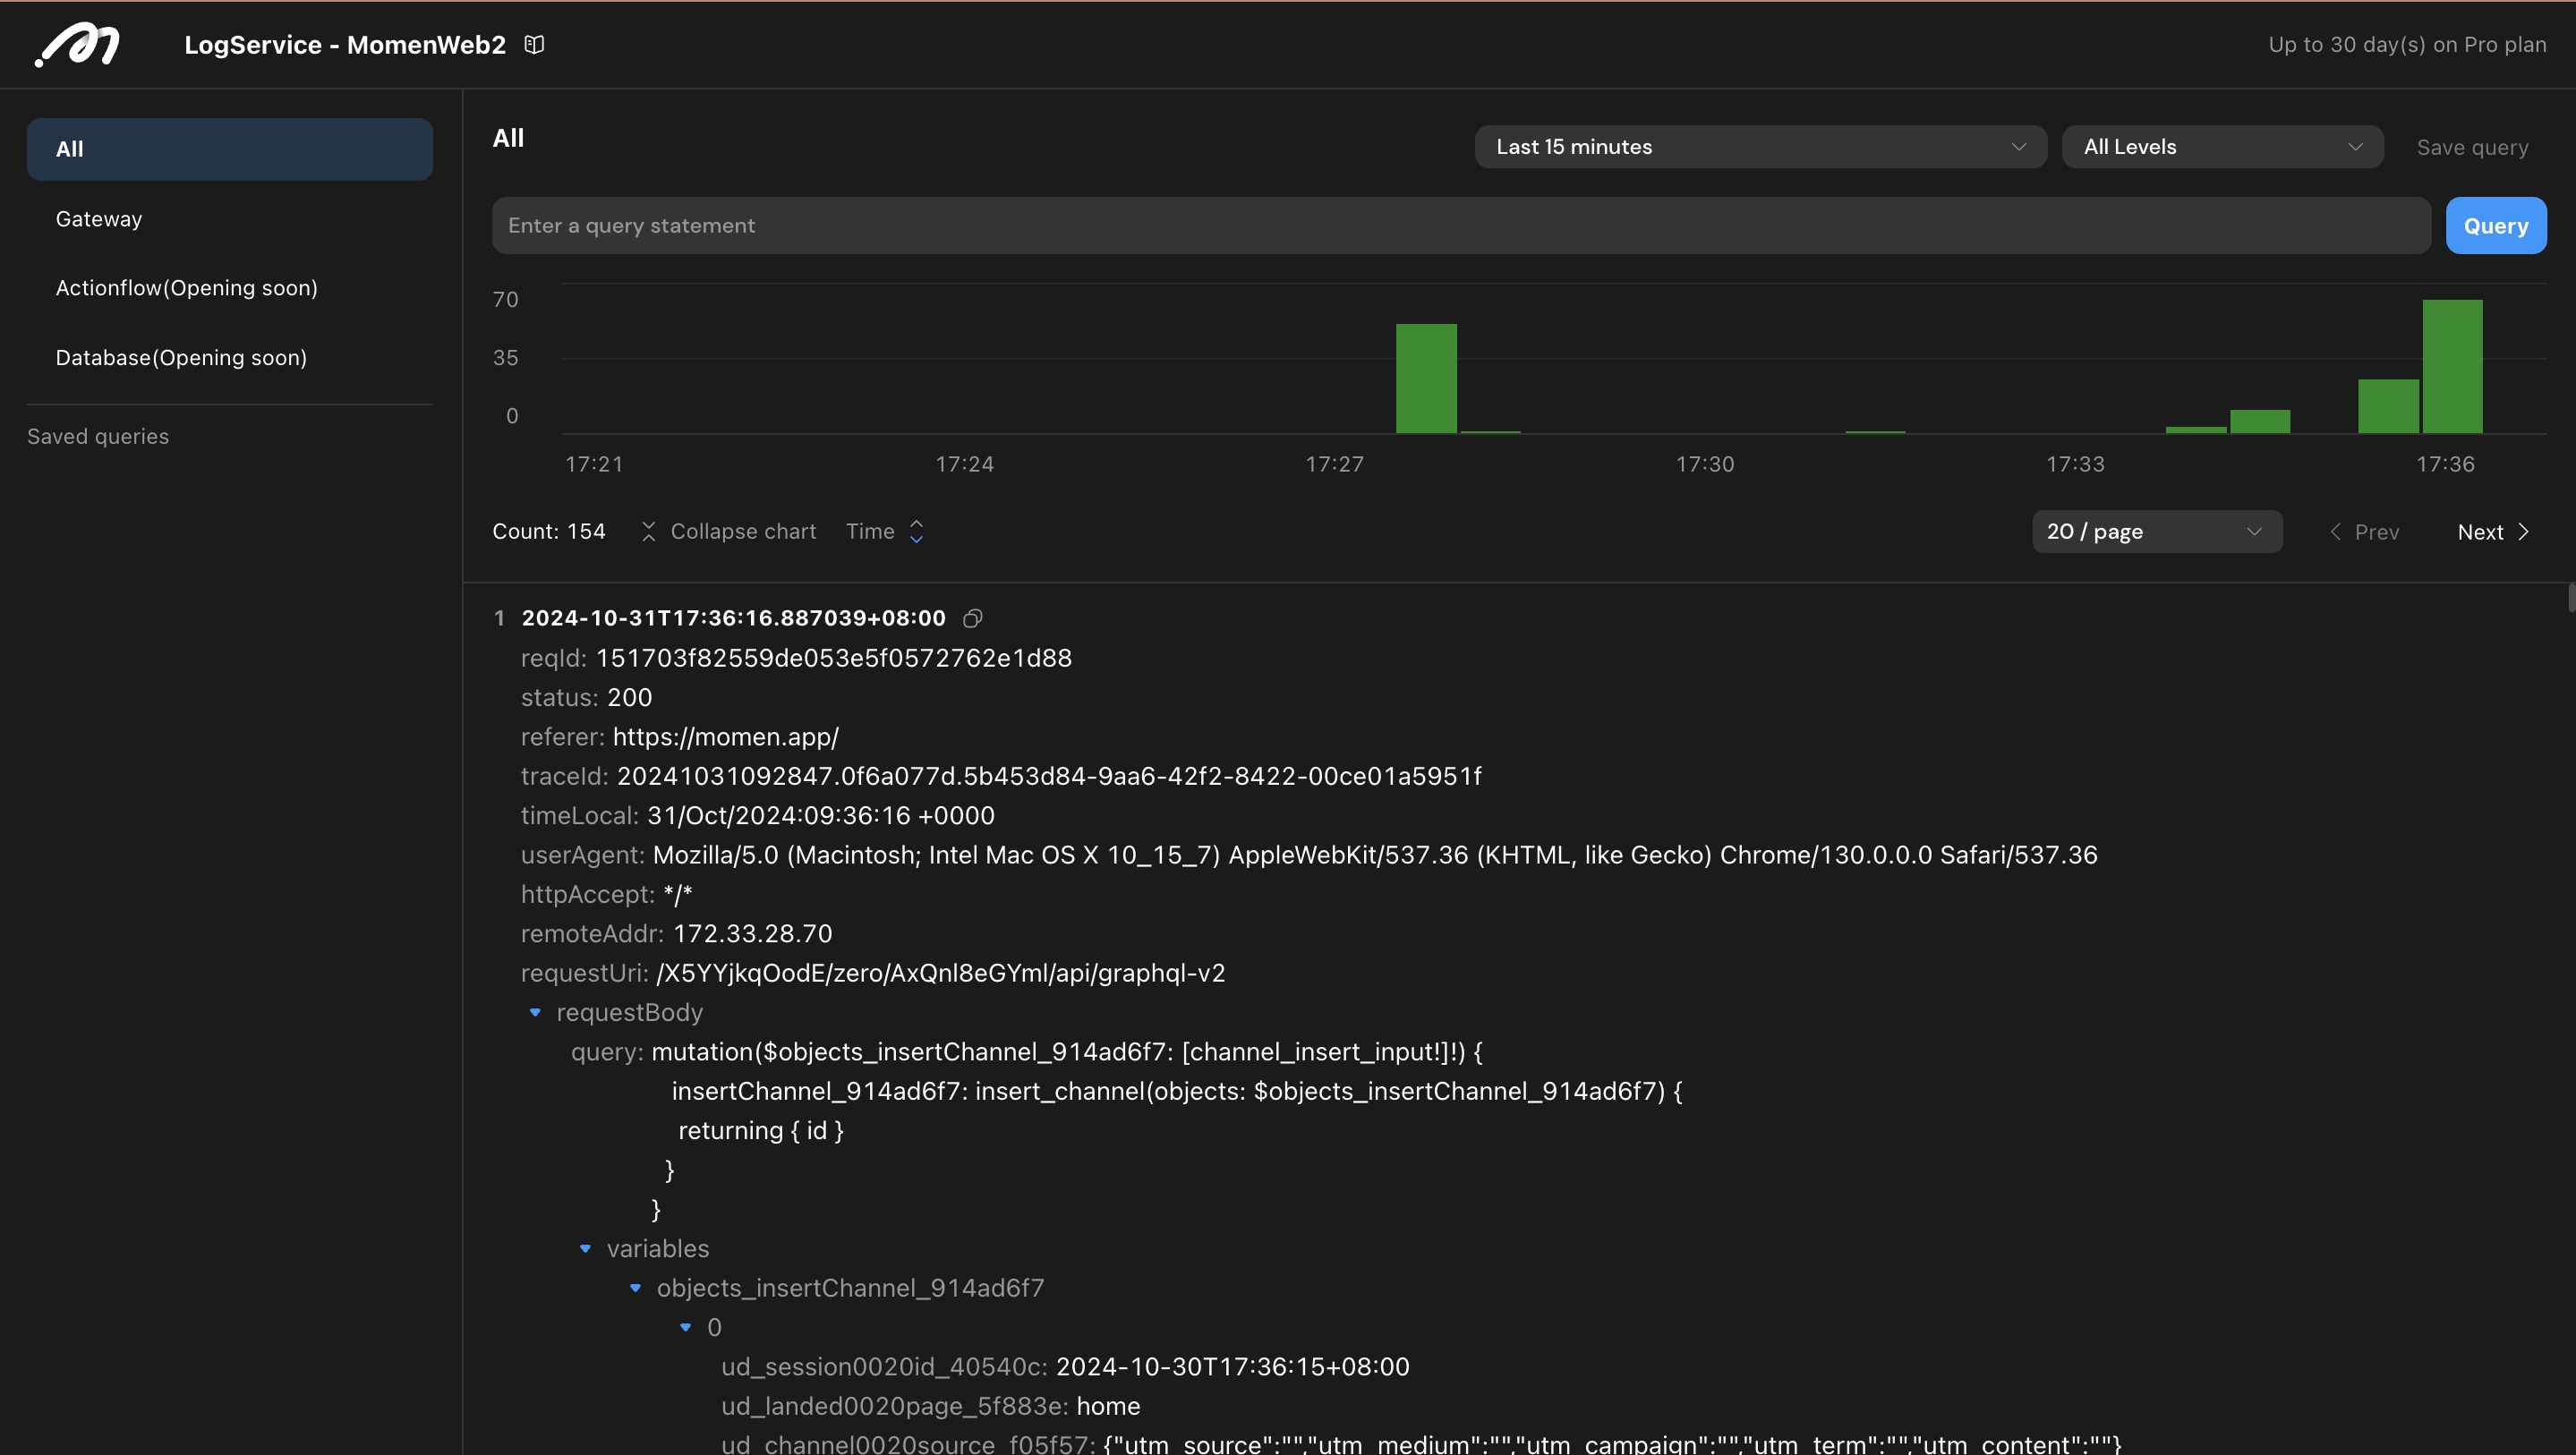 LogService - MomenWeb2
Up to 30 day(s) on Pro plan
All
Gateway
Actionflow(Opening soon)
Database(Opening soon)
Saved queries
All
Last 15 minutes
All Levels
Save query
Enter a query statement
Query
70
35
0
17:21 17:24 17:27 17:30 17:33 17:36
Count: 154 Collapse chart Time
20 / page
Prev
Next
1 2024-10-31T17:36:16.887039+08:00
reqId: 151703f82559de053e5f0572762e1d88
status: 200
referer: https://momen.app/
traceId: 20241031092847.0f6a077d.5b453d84-9aa6-42f2-8422-00ce01a5951f
timeLocal: 31/Oct/2024:09:36:16 +0000
userAgent: Mozilla/5.0 (Macintosh; Intel Mac OS X 10_15_7) AppleWebKit/537.36 (KHTML, like Gecko) Chrome/130.0.0.0 Safari/537.36
httpAccept: */*
remoteAddr: 172.33.28.70
requestUri: /X5YYjkqOodE/zero/AxQnl8eGYml/api/graphql-v2
requestBody
query: mutation($objects_insertChannel_914ad6f7: [channel_insert_input!]!) {
insertChannel_914ad6f7: insert_channel(objects: $objects_insertChannel_914ad6f7) {
returning { id }
}
}
variables
objects_insertChannel_914ad6f7
0
ud_session0020id_40540c: 2024-10-30T17:36:15+08:00
ud_landed0020page_5f883e: home
ud_channel0020source_f05f57: {"utm_source":"","utm_medium":"","utm_campaign":"","utm_term":"","utm_content":""}